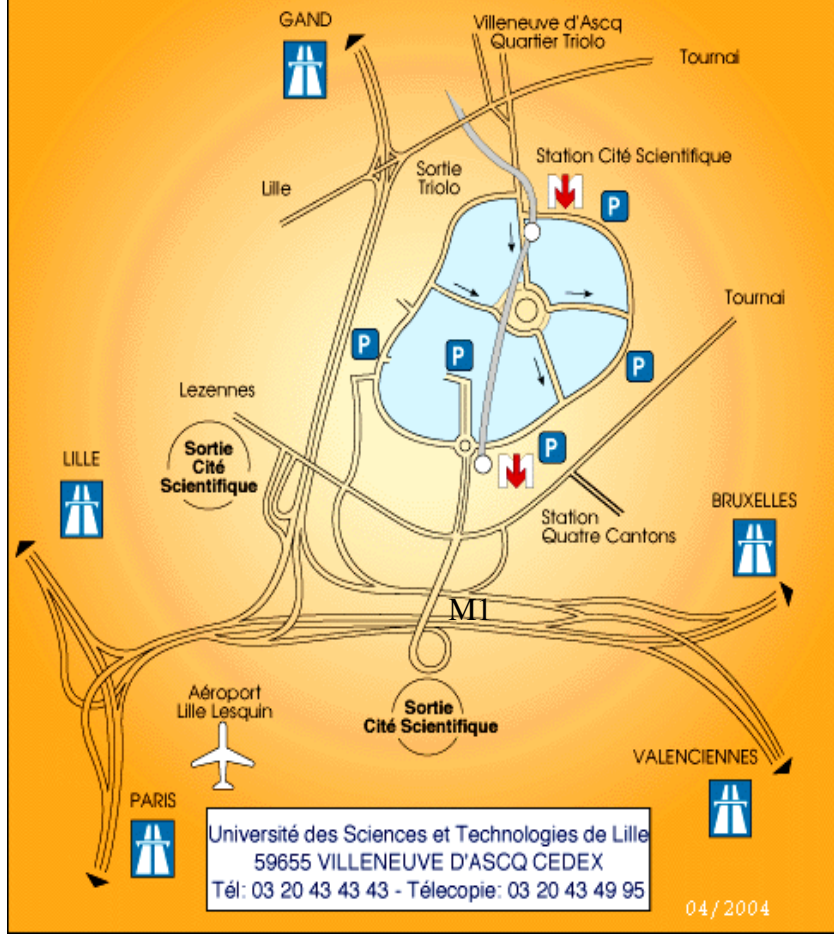 GAND
Villeneuve d'Ascq
Quartier Triolo
Tournai
Station Cité Scientifique
Sortie
Triolo
Lille
P
Tournai
P
P
P
Lezennes
Sortie
Cité
Scientifique
P
LILLE
M
M
BRUXELLES
Station
Quatre Cantons
M1
Aéroport
Lille Lesquin
Sortie
Cité Scientifique
VALENCIENNES
PARIS
Université des Sciences et Technologies de Lille
59655 VILLENEUVE D'ASCQ CEDEX
Tél: 03 20 43 43 43 - Télecopie: 03 20 43 49 95
04/2004